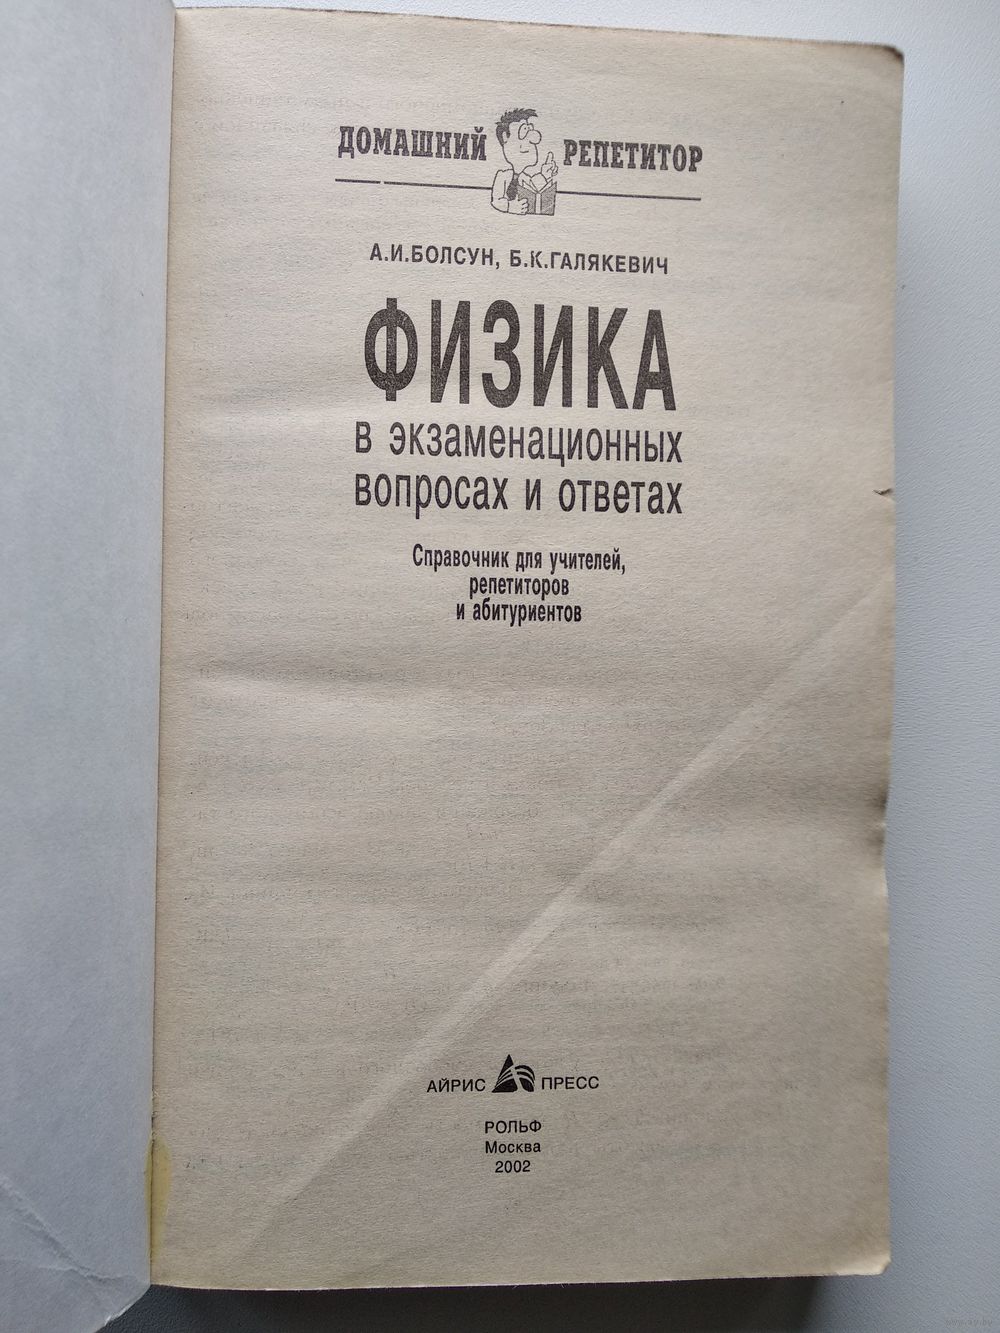 ДОМАШНИЙ РЕПЕТИТОР
А.И.БОЛСУН, Б.К.ГАЛЯКЕВИЧ
ФИЗИКА
в экзаменационных
вопросах и ответах
Справочник для учителей,
репетиторов
и абитуриентов
АЙРИС ПРЕСС
РОЛЬФ
Москва
2002